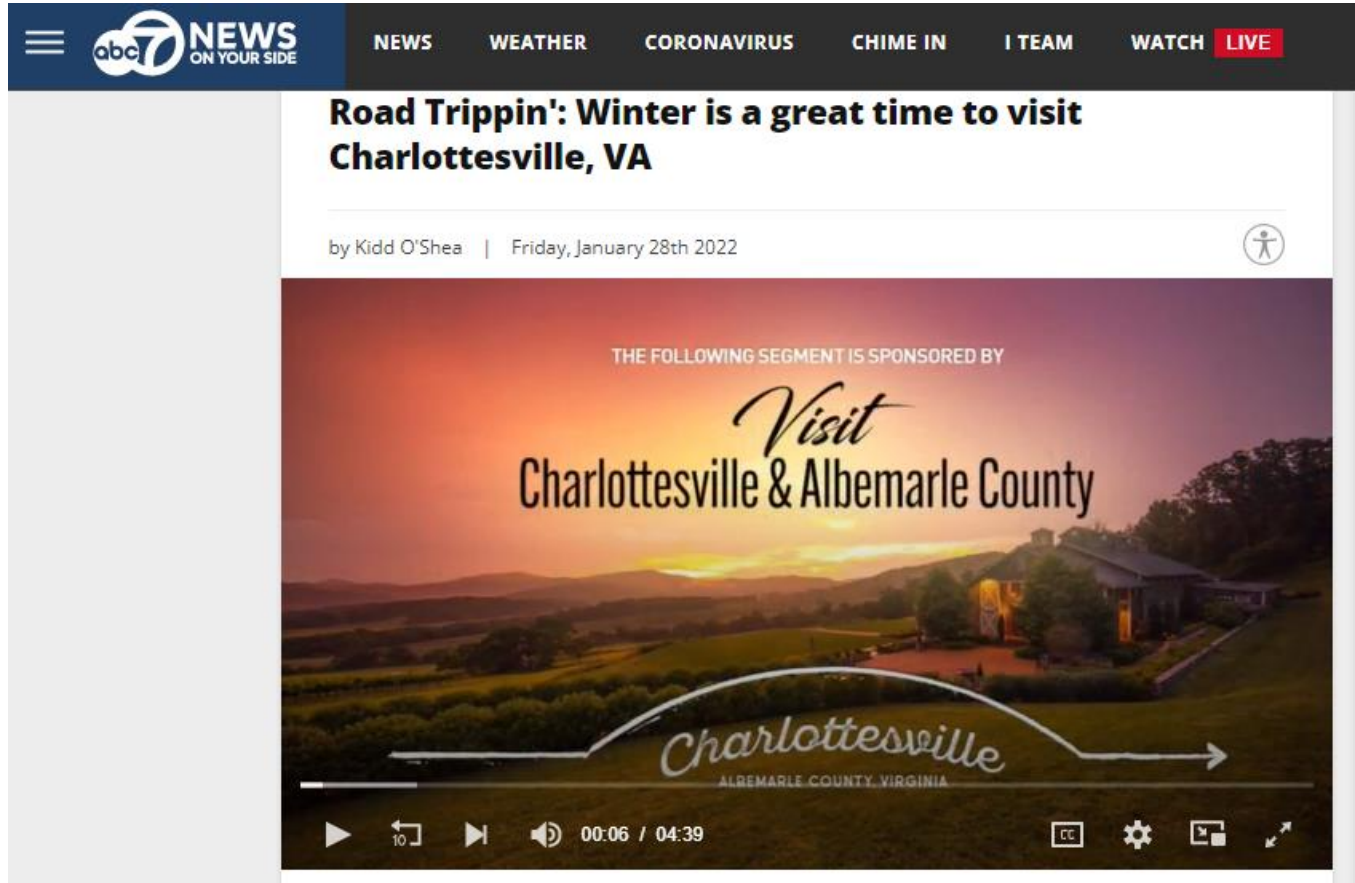 abc 7 NEWS
ON YOUR SIDE
NEWS WEATHER CORONAVIRUS CHIME IN I TEAM WATCH LIVE
Road Trippin': Winter is a great time to visit
Charlottesville, VA
by Kidd O'Shea | Friday, January 28th 2022
THE FOLLOWING SEGMENT IS SPONSORED BY
Visit
Charlottesville & Albemarle County
Charlottesville
ALBEMARLE COUNTY, VIRGINIA
10 00:06 / 04:39 CC